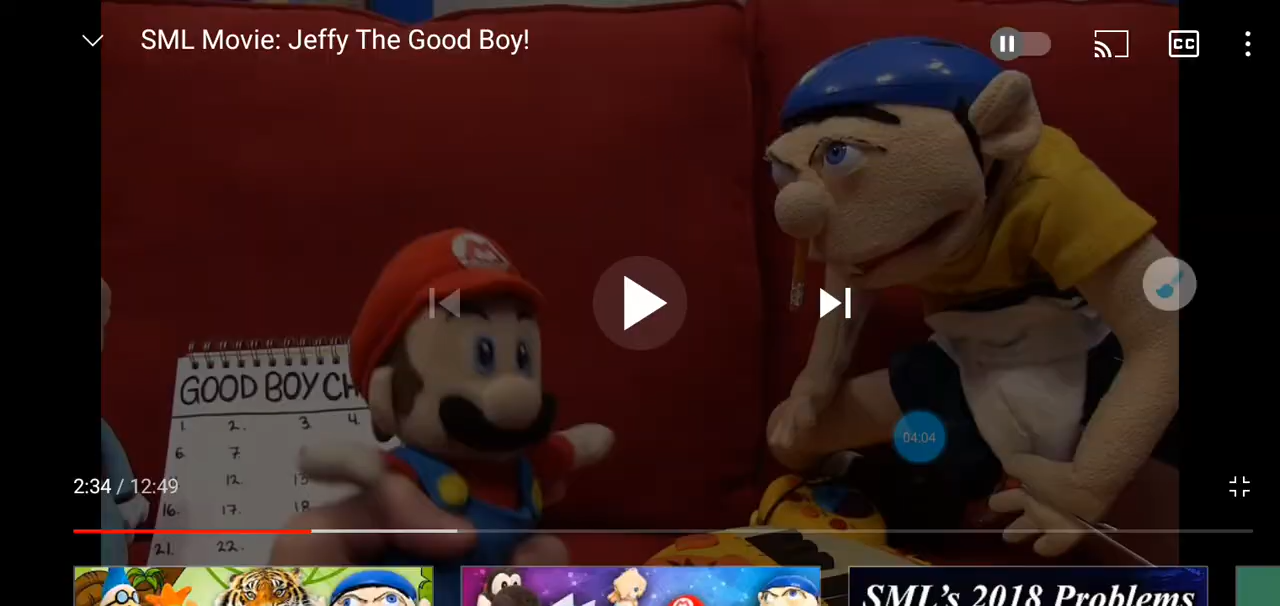 SML Movie: Jeffy The Good Boy!
CC
M
GOOD BOY CH
1. 2. 3. 4.
6. 7.
12. 13
16. 17. 18
21. 22.
04:04
2:34 / 12:49
SML's 2018 Problems